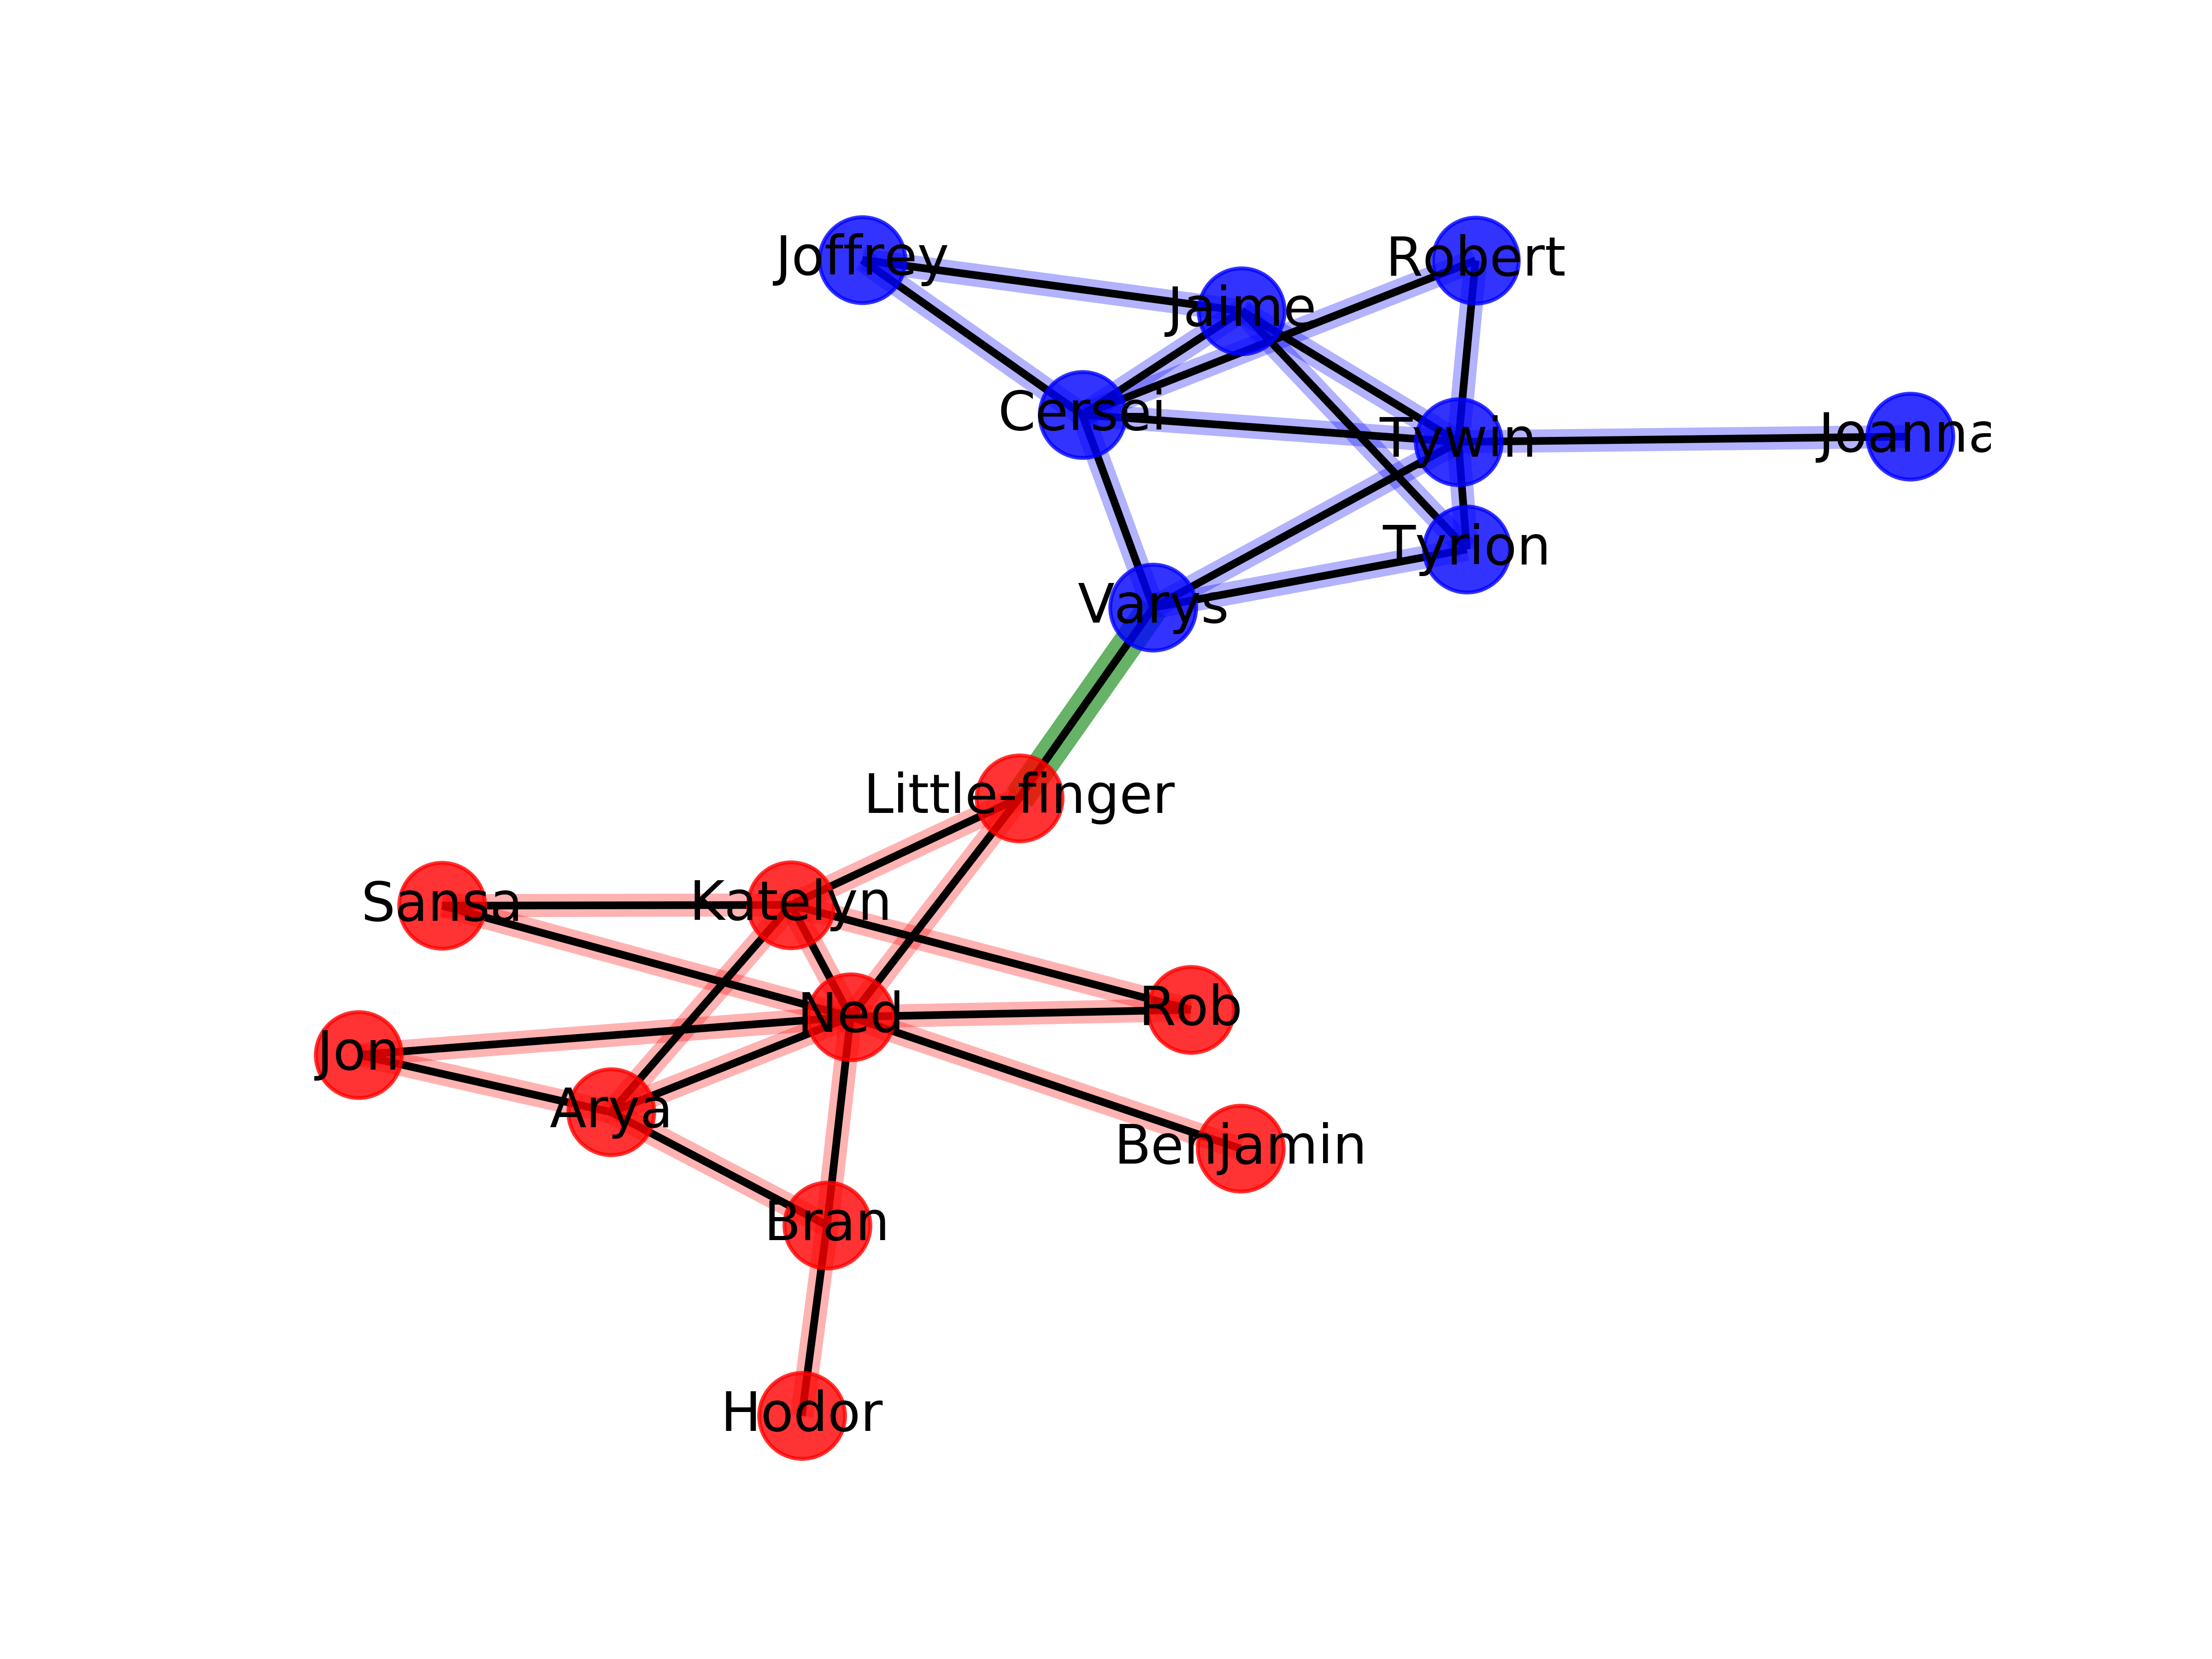 Joffrey
Robert
Jaime
Cersei
Tywin
Joanna
Tyrion
Varys
Little-finger
Sansa
Katelyn
Ned
Rob
Jon
Arya
Benjamin
Bran
Hodor